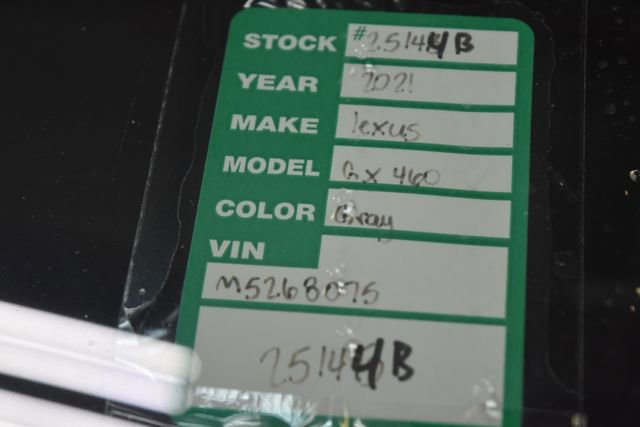 STOCK #25144B
YEAR 2021
MAKE lexus
MODEL Gx 460
COLOR Gray
VIN
M5268075
25144B